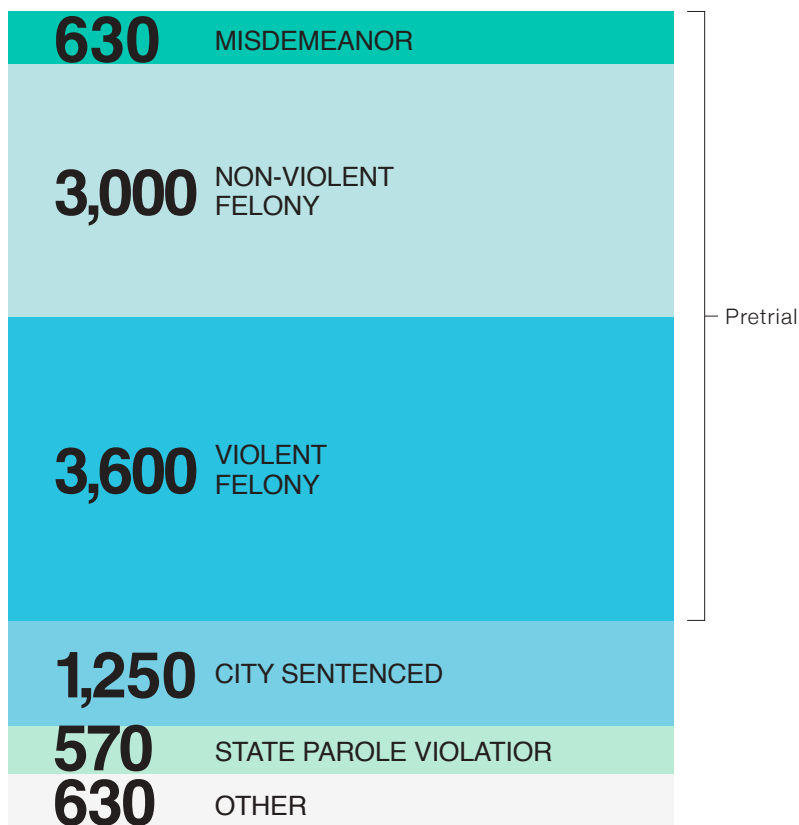 630 MISDEMEANOR
3,000 NON-VIOLENT
FELONY
3,600 VIOLENT
FELONY
Pretrial
1,250 CITY SENTENCED
570 STATE PAROLE VIOLATIOR
630 OTHER